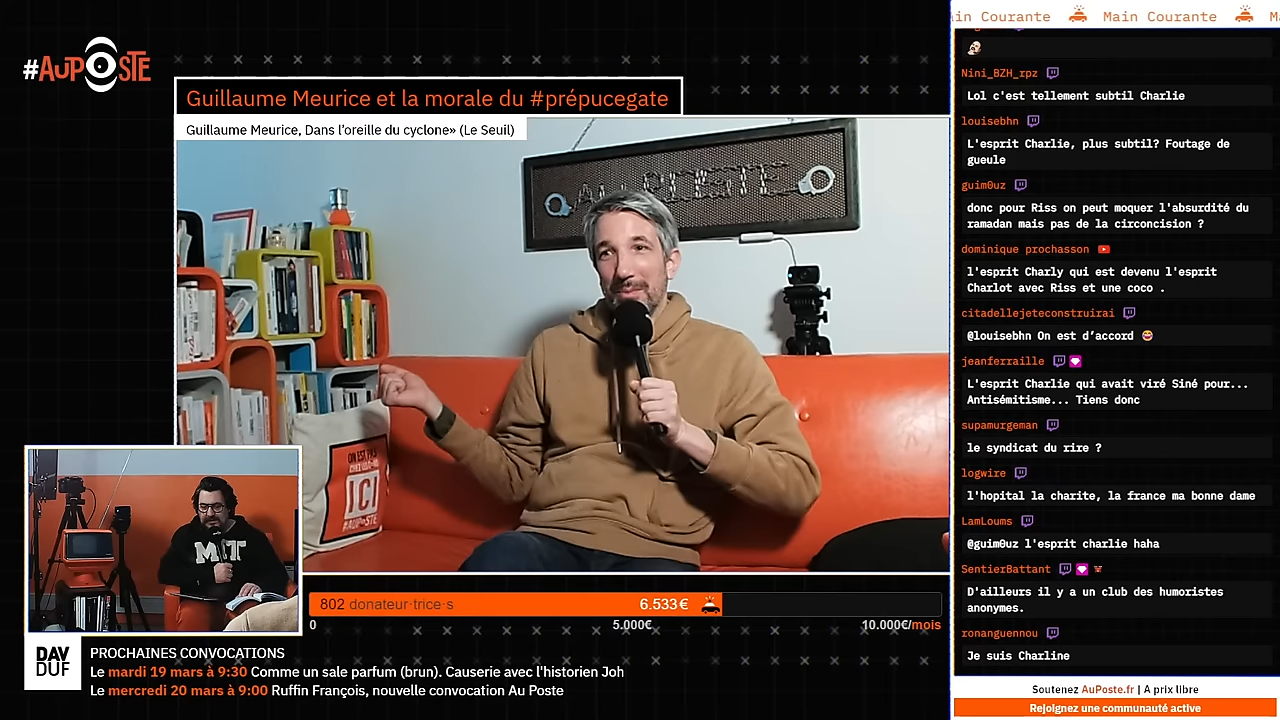 #AuPOSTE
Guillaume Meurice et la morale du #prépucegate
Guillaume Meurice, Dans l'oreille du cyclone» (Le Seuil)
AU POSTE
ICI
#AUPOSTE
MIT
802 donateur·trice·s
6.533€
0
5.000€
10.000€/mois
DAV
DUF
PROCHAINES CONVOCATIONS
Le mardi 19 mars à 9:30 Comme un sale parfum (brun). Causerie avec l'historien Joh
Le mercredi 20 mars à 9:00 Ruffin François, nouvelle convocation Au Poste
in Courante Main Courante M
Nini_BZH_rpz
Lol c'est tellement subtil Charlie
louisebhn
L'esprit Charlie, plus subtil? Foutage de
gueule
guim0uz
donc pour Riss on peut moquer l'absurdité du
ramadan mais pas de la circoncision ?
dominique prochasson
l'esprit Charly qui est devenu l'esprit
Charlot avec Riss et une coco .
citadellejeteconstruirai
@louisebhn On est d’accord 😄
jeanferraille
L'esprit Charlie qui avait viré Siné pour...
Antisémitisme... Tiens donc
supamurgeman
le syndicat du rire ?
logwire
l'hopital la charite, la france ma bonne dame
LamLoums
@guim0uz l'esprit charlie haha
SentierBattant
D'ailleurs il y a un club des humoristes
anonymes.
ronanguennou
Je suis Charline
Soutenez AuPoste.fr | A prix libre
Rejoignez une communauté active